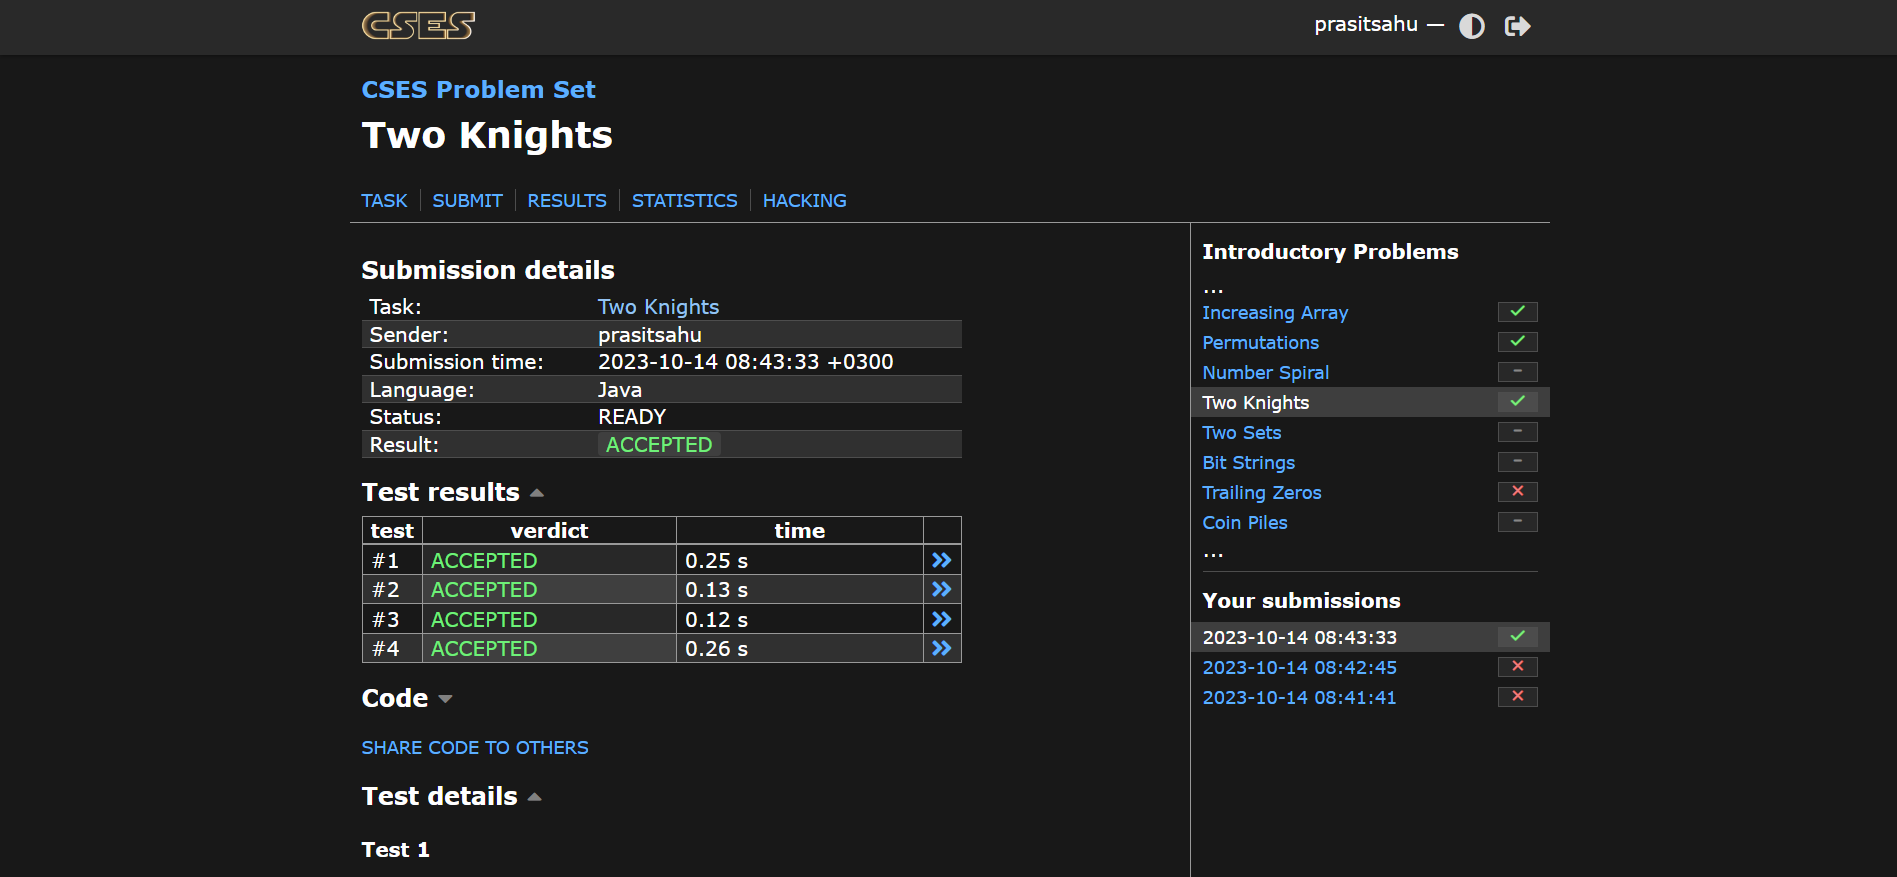 CSES
prasitsahu —
CSES Problem Set
Two Knights
TASK SUBMIT RESULTS STATISTICS HACKING
Submission details
Task: Two Knights
Sender: prasitsahu
Submission time: 2023-10-14 08:43:33 +0300
Language: Java
Status: READY
Result: ACCEPTED
Test results
test verdict time
#1 ACCEPTED 0.25 s
#2 ACCEPTED 0.13 s
#3 ACCEPTED 0.12 s
#4 ACCEPTED 0.26 s
Code
SHARE CODE TO OTHERS
Test details
Test 1
Introductory Problems
...
Increasing Array
Permutations
Number Spiral –
Two Knights
Two Sets –
Bit Strings –
Trailing Zeros
Coin Piles –
...
Your submissions
2023-10-14 08:43:33
2023-10-14 08:42:45
2023-10-14 08:41:41